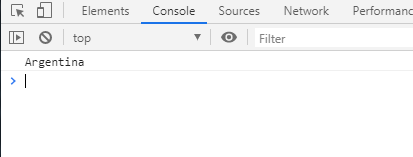 Elements Console Sources Network Performanc
top Filter
Argentina